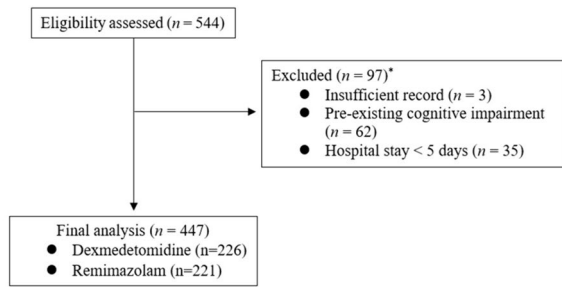 Eligibility assessed (n = 544)
Excluded (n = 97)*
● Insufficient record (n = 3)
● Pre-existing cognitive impairment
(n = 62)
● Hospital stay < 5 days (n = 35)
Final analysis (n = 447)
● Dexmedetomidine (n=226)
● Remimazolam (n=221)